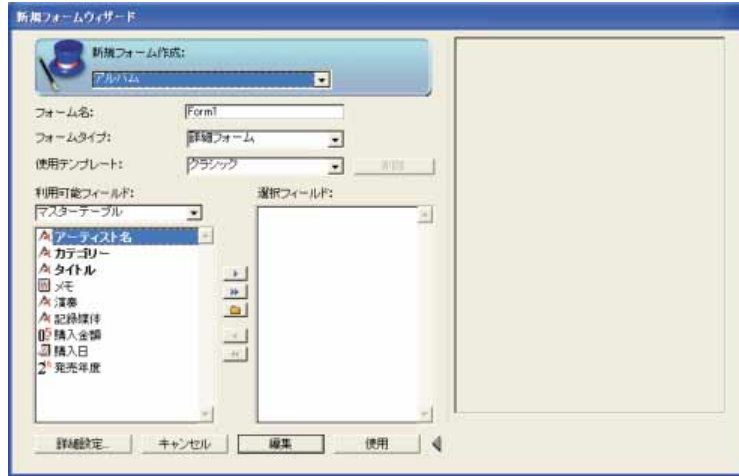 新規フォームウィザード
新規フォーム作成:
アルバム
フォーム名: Form1
フォームタイプ: 詳細フォーム
使用テンプレート: クラシック 削除
利用可能フィールド: 選択フィールド:
マスターテーブル
アーティスト名
カテゴリー
タイトル
メモ
演奏
記録媒体
購入金額
購入日
発売年度
詳細設定... キャンセル 編集 使用